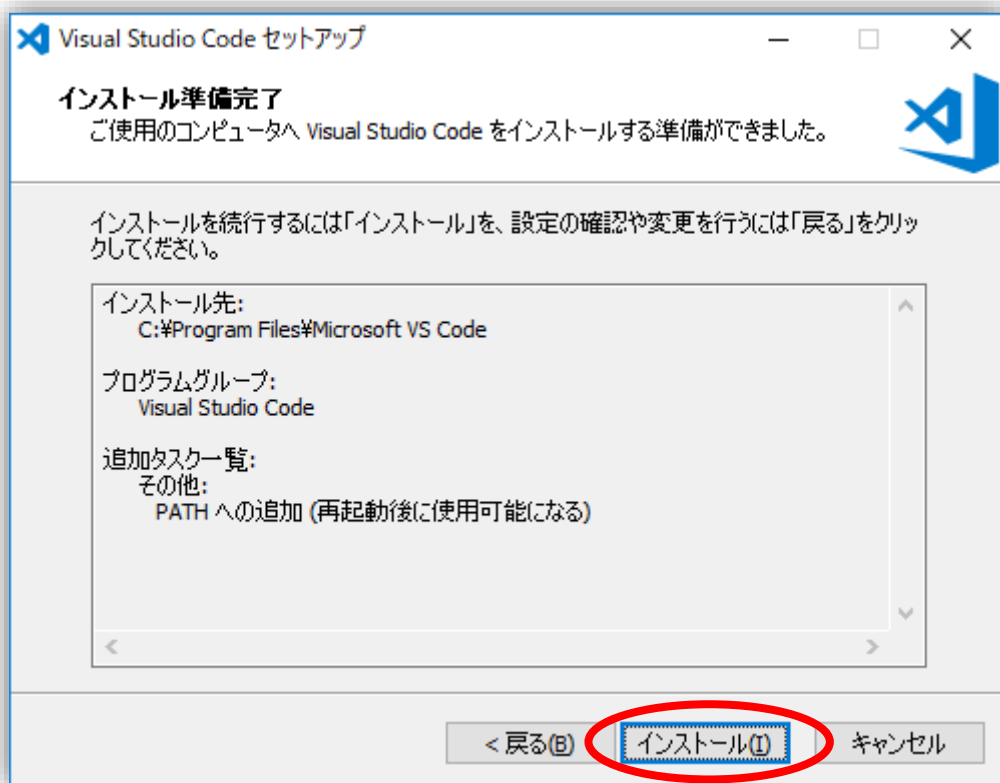 Visual Studio Code セットアップ
インストール準備完了
ご使用のコンピュータへ Visual Studio Code をインストールする準備ができました。
インストールを続行するには「インストール」を、設定の確認や変更を行うには「戻る」をクリッ
クしてください。
インストール先:
C:¥Program Files¥Microsoft VS Code
プログラムグループ:
Visual Studio Code
追加タスク一覧:
その他:
PATH への追加 (再起動後に使用可能になる)
< 戻る(B)
インストール(I)
キャンセル